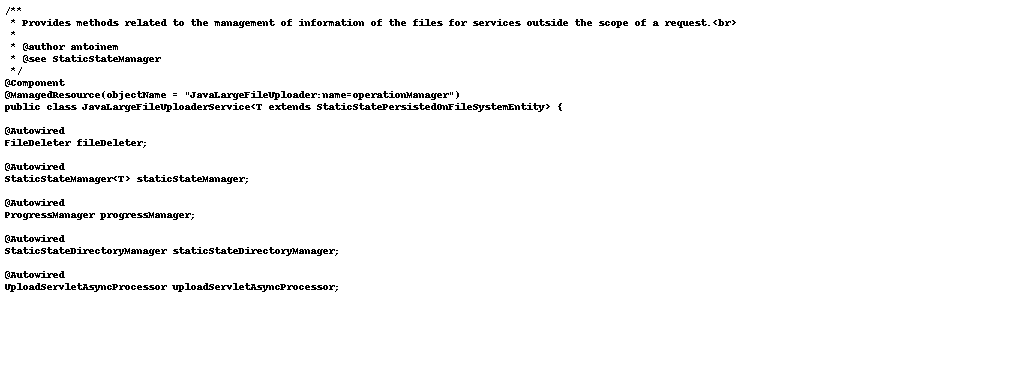 /**
 * Provides methods related to the management of information of the files for services outside the scope of a request.<br>
 *
 * @author antoinem
 * @see StaticStateManager
 */
@Component
@ManagedResource(objectName = "JavaLargeFileUploader:name=operationManager")
public class JavaLargeFileUploaderService<T extends StaticStatePersistedOnFileSystemEntity> {

@Autowired
FileDeleter fileDeleter;

@Autowired
StaticStateManager<T> staticStateManager;

@Autowired
ProgressManager progressManager;

@Autowired
StaticStateDirectoryManager staticStateDirectoryManager;

@Autowired
UploadServletAsyncProcessor uploadServletAsyncProcessor;